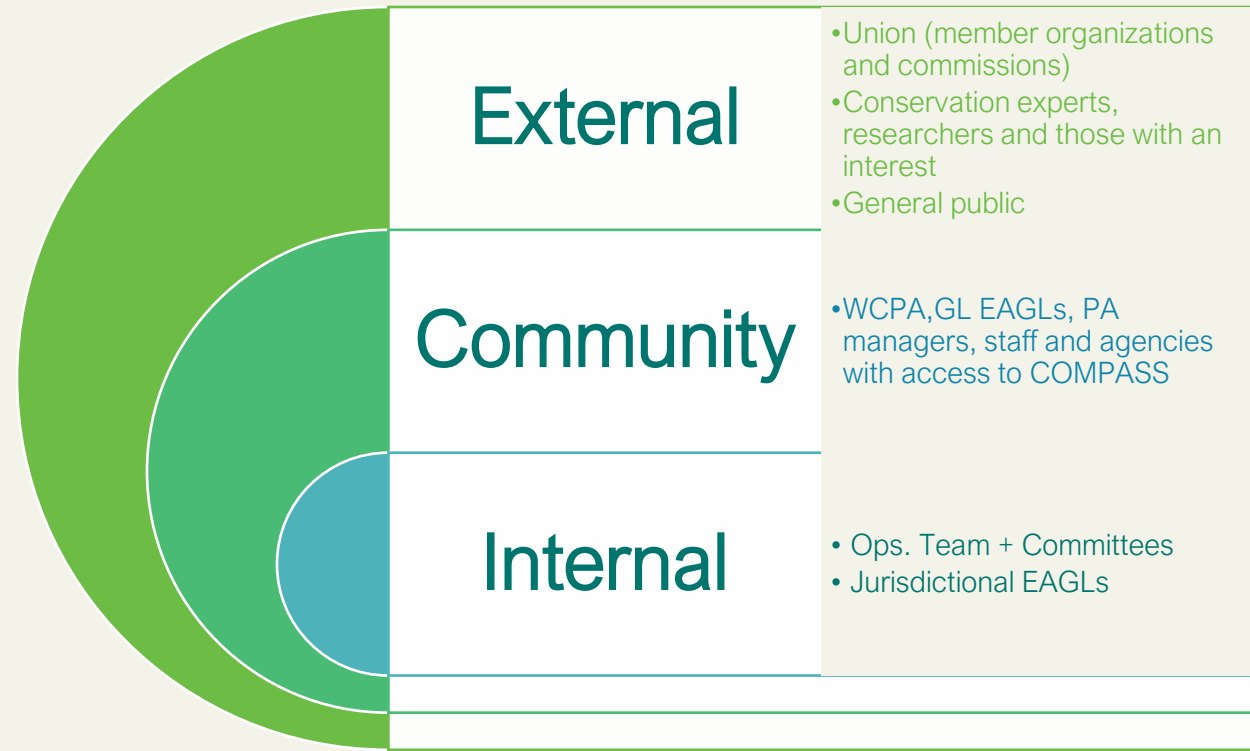 External
•Union (member organizations
and commissions)
•Conservation experts,
researchers and those with an
interest
•General public
Community
•WCPA,GL EAGLs, PA
managers, staff and agencies
with access to COMPASS
Internal
• Ops. Team + Committees
• Jurisdictional EAGLs